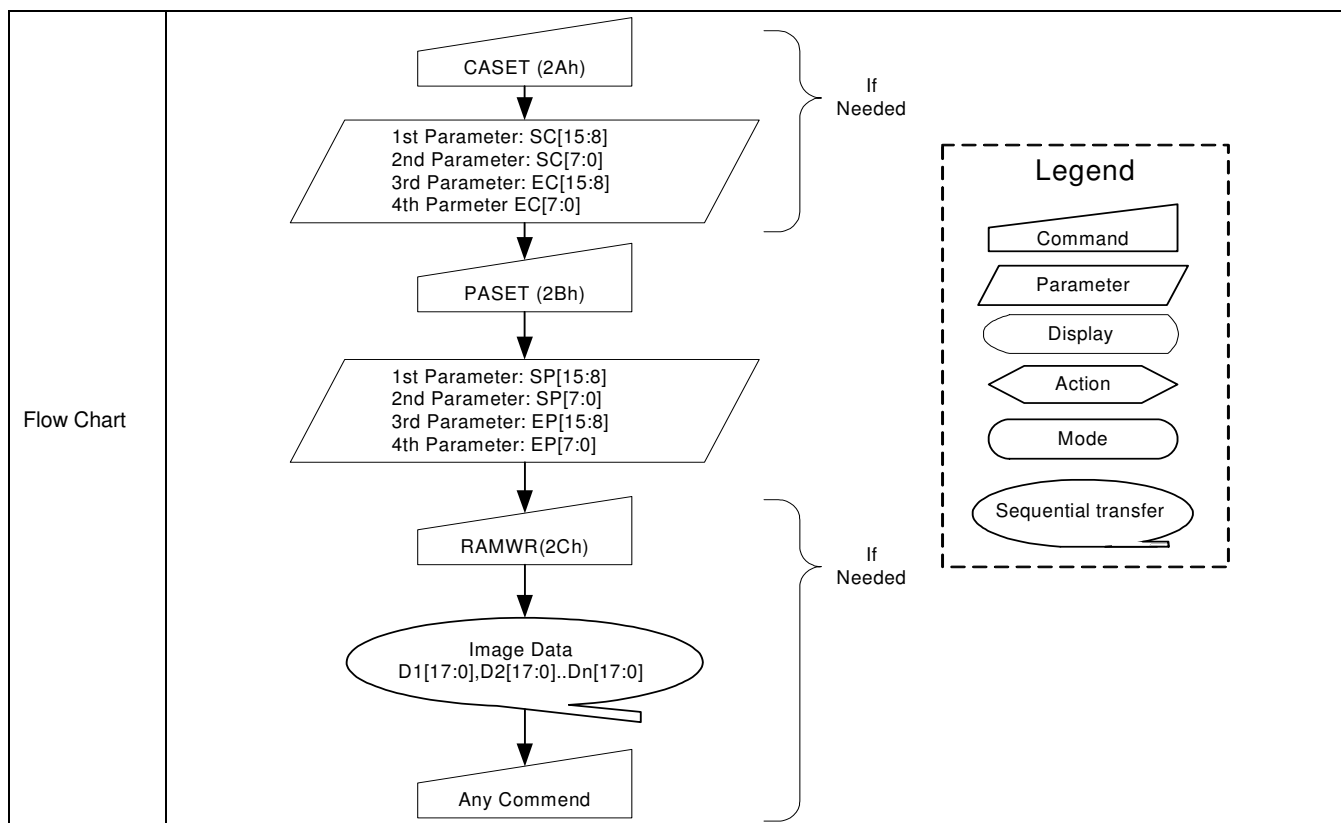 Flow Chart
CASET (2Ah)
If
Needed
1st Parameter: SC[15:8]
2nd Parameter: SC[7:0]
3rd Parameter: EC[15:8]
4th Parmeter EC[7:0]
PASET (2Bh)
1st Parameter: SP[15:8]
2nd Parameter: SP[7:0]
3rd Parameter: EP[15:8]
4th Parameter: EP[7:0]
RAMWR(2Ch)
If
Needed
Image Data
D1[17:0],D2[17:0]..Dn[17:0]
Any Commend
Legend
Command
Parameter
Display
Action
Mode
Sequential transfer